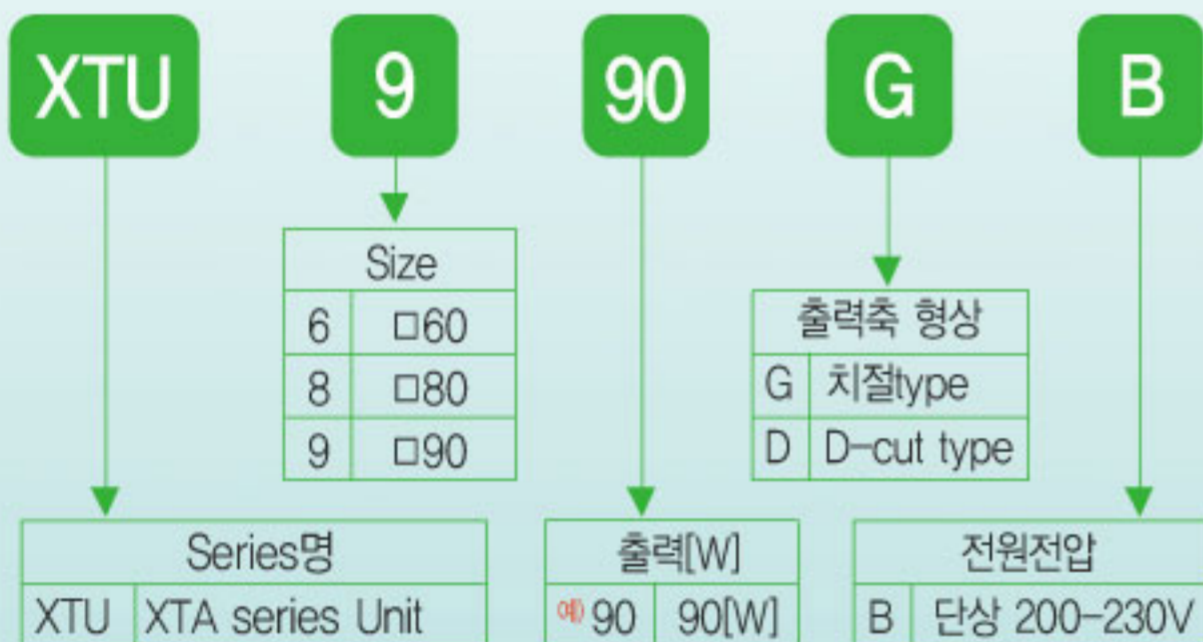 XTU 9 90 G B
Size
6 □60
8 □80
9 □90
출력축 형상
G 치절type
D D-cut type
Series명
XTU XTA series Unit
출력[W]
예) 90 90[W]
전원전압
B 단상 200-230V